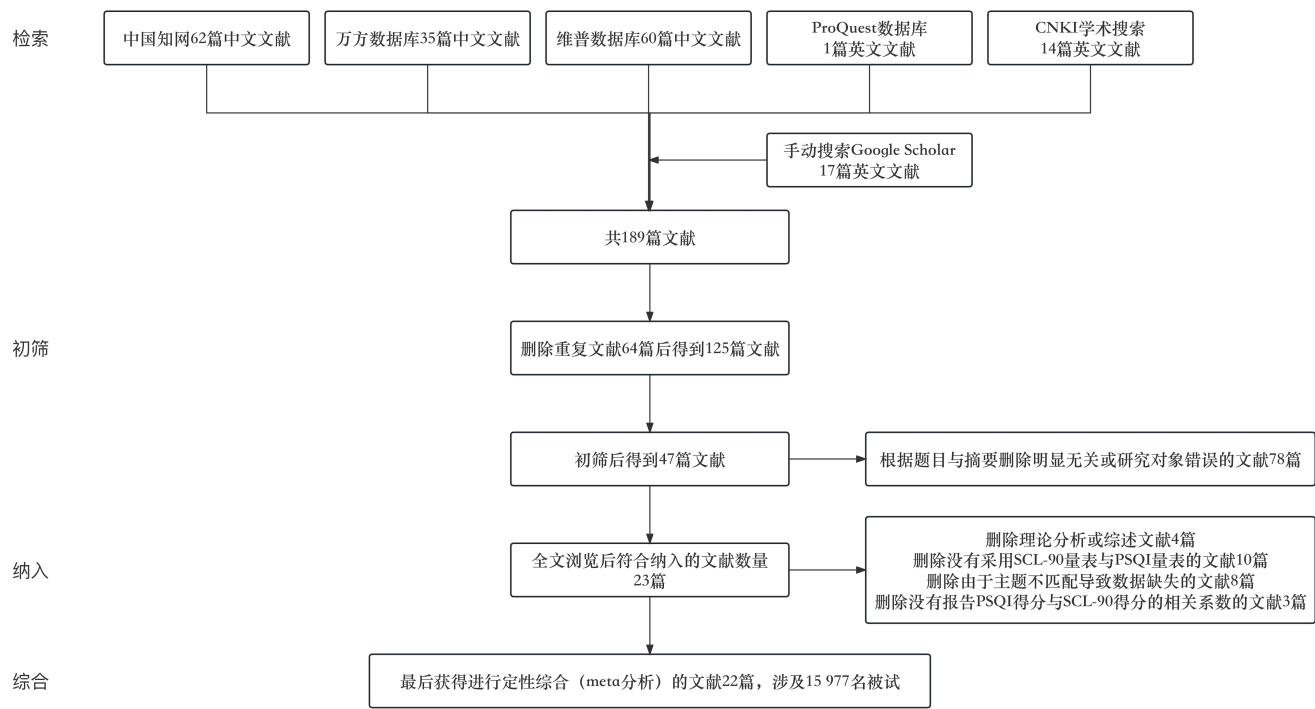 检索
中国知网62篇中文文献
万方数据库35篇中文文献
维普数据库60篇中文文献
ProQuest数据库
1篇英文文献
CNKI学术搜索
14篇英文文献
手动搜索Google Scholar
17篇英文文献
共189篇文献
初筛
删除重复文献64篇后得到125篇文献
初筛后得到47篇文献
根据题目与摘要删除明显无关或研究对象错误的文献78篇
纳入
全文浏览后符合纳入的文献数量
23篇
删除理论分析或综述文献4篇
删除没有采用SCL-90量表与PSQI量表的文献10篇
删除由于主题不匹配导致数据缺失的文献8篇
删除没有报告PSQI得分与SCL-90得分的相关系数的文献3篇
综合
最后获得进行定性综合（meta分析）的文献22篇，涉及15 977名被试